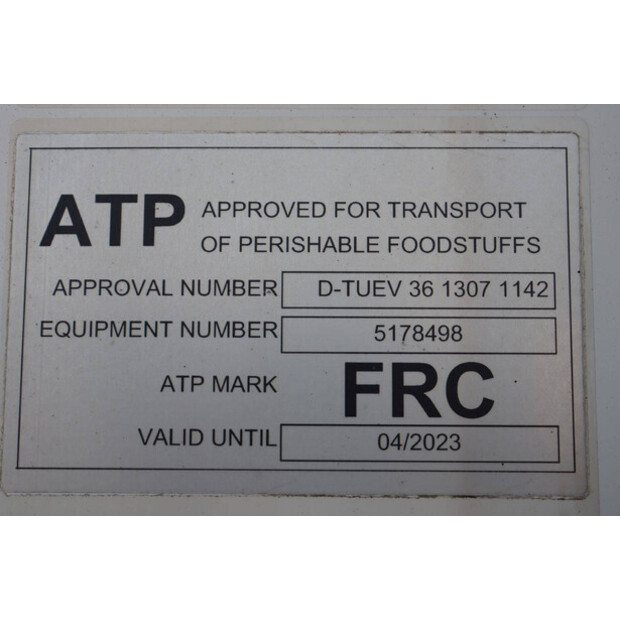 ATP APPROVED FOR TRANSPORT
OF PERISHABLE FOODSTUFFS
APPROVAL NUMBER D-TUEV 36 1307 1142
EQUIPMENT NUMBER 5178498
ATP MARK FRC
VALID UNTIL 04/2023